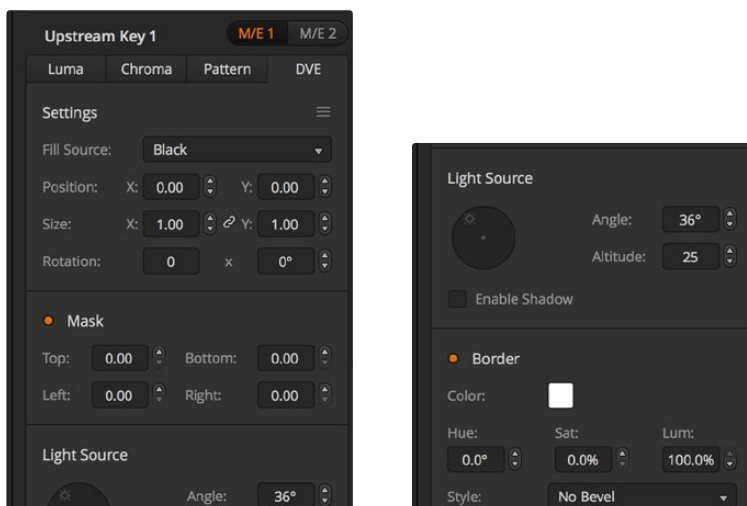 Upstream Key 1 M/E 1 M/E 2
Luma Chroma Pattern DVE
Settings
Fill Source: Black
Position: X: 0.00 Y: 0.00
Size: X: 1.00 Y: 1.00
Rotation: 0 x 0°
Mask
Top: 0.00 Bottom: 0.00
Left: 0.00 Right: 0.00
Light Source
Angle: 36°
Light Source
Angle: 36°
Altitude: 25
Enable Shadow
Border
Color:
Hue: Sat: Lum:
0.0° 0.0% 100.0%
Style: No Bevel